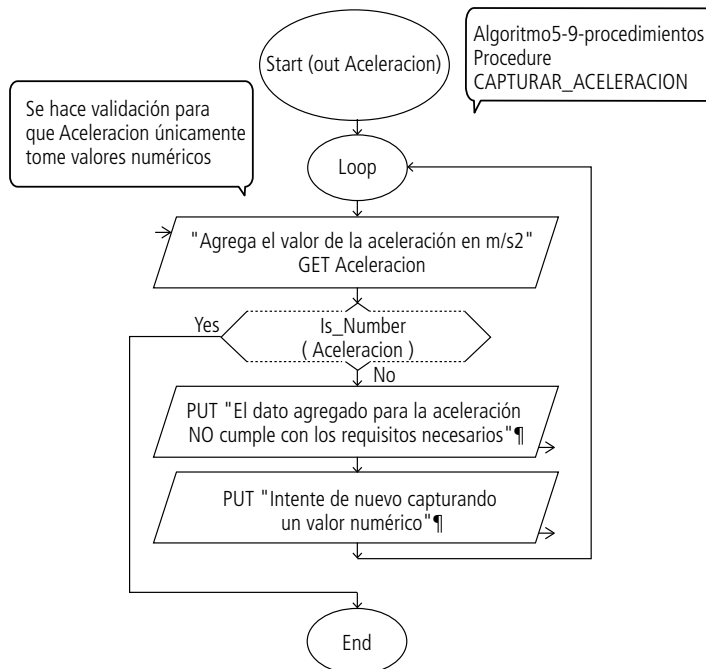 Start (out Aceleracion)
Algoritmo5-9-procedimientos
Procedure
CAPTURAR_ACELERACION
Se hace validación para
que Aceleracion únicamente
tome valores numéricos
Loop
"Agrega el valor de la aceleración en m/s2"
GET Aceleracion
Yes
Is_Number
( Aceleracion )
No
PUT "El dato agregado para la aceleración
NO cumple con los requisitos necesarios"¶
PUT "Intente de nuevo capturando
un valor numérico"¶
End